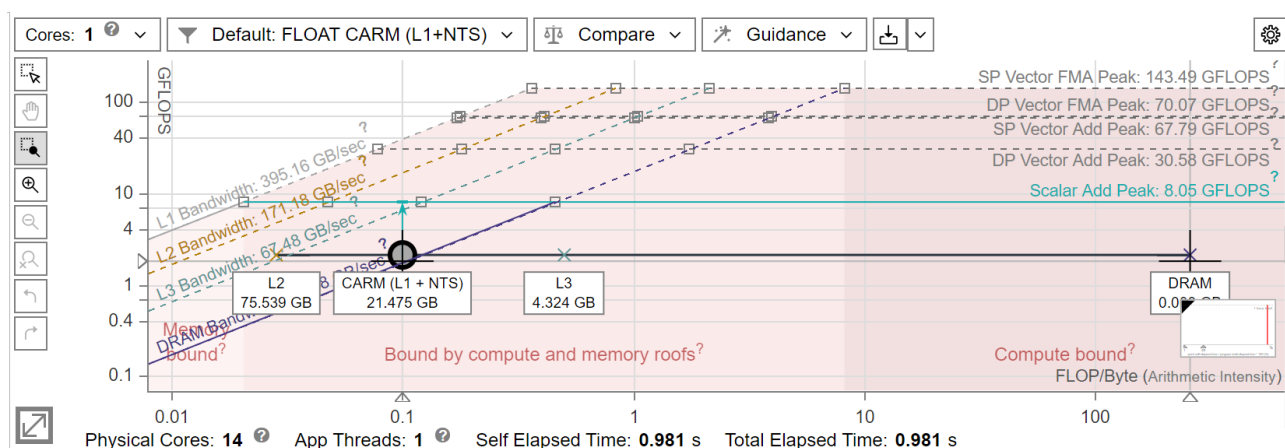 Cores: 1 ?
Default: FLOAT CARM (L1+NTS)
Compare
Guidance
GFLOPS
100
40
10
4
1
0.4
0.1
SP Vector FMA Peak: 143.49 GFLOPS ?
DP Vector FMA Peak: 70.07 GFLOPS ?
SP Vector Add Peak: 67.79 GFLOPS ?
DP Vector Add Peak: 30.58 GFLOPS ?
Scalar Add Peak: 8.05 GFLOPS ?
L1 Bandwidth: 395.16 GB/sec ?
L2 Bandwidth: 171.18 GB/sec ?
L3 Bandwidth: 67.48 GB/sec ?
DRAM GB/sec ?
L2
75.539 GB
CARM (L1 + NTS)
21.475 GB
L3
4.324 GB
DRAM
Memory
bound?
Bound by compute and memory roofs?
Compute bound?
FLOP/Byte (Arithmetic Intensity)
0.01
0.1
1
10
100
Physical Cores: 14 ? App Threads: 1 ? Self Elapsed Time: 0.981 s Total Elapsed Time: 0.981 s